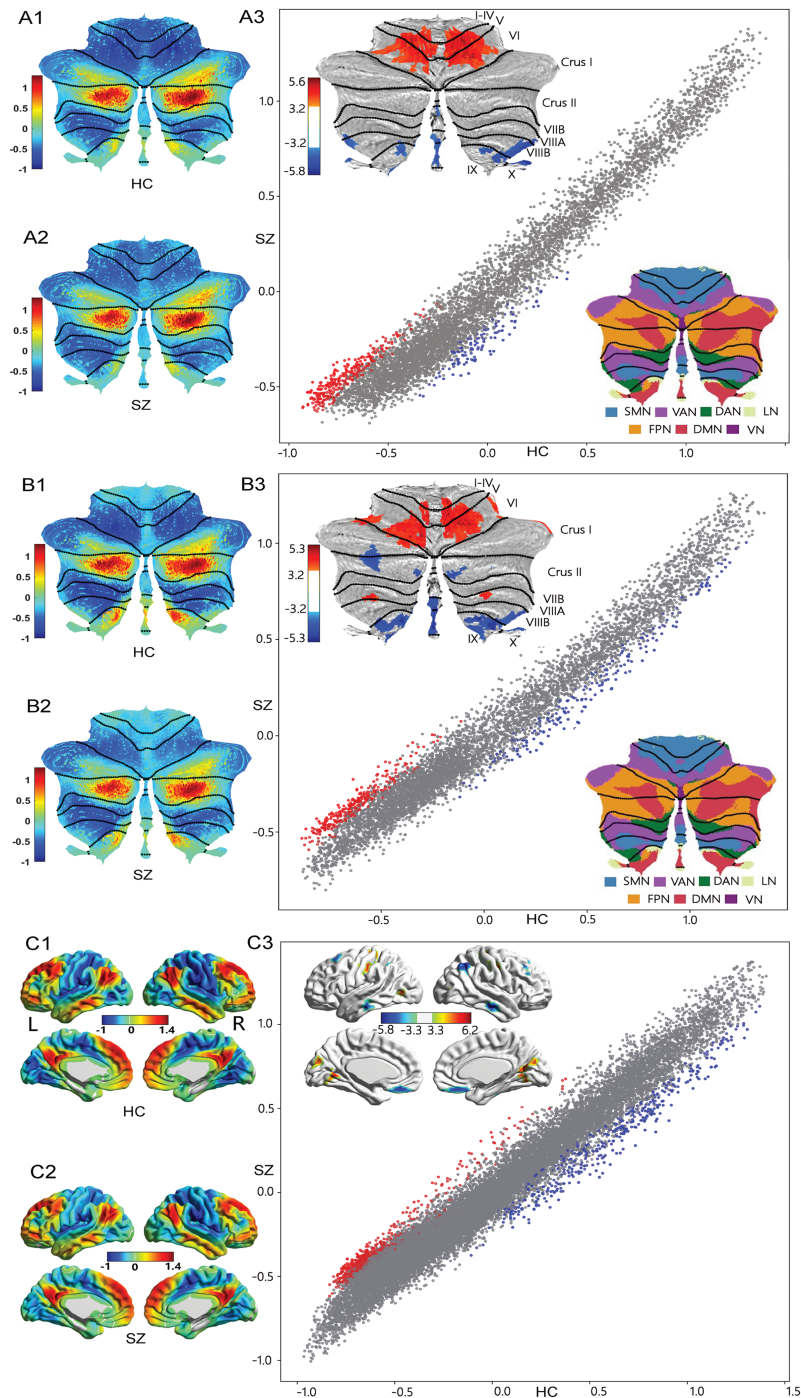 A1
1
0.5
0
-0.5
-1
HC
A2
1
0.5
0
-0.5
-1
SZ
A3
I-IV
V
VI
Crus I
Crus II
VIIB
VIIIA
VIIIB
IX
X
5.6
3.2
-3.2
-5.8
1.0
0.5
SZ
0.0
-0.5
-1.0
-0.5
0.0
HC
0.5
1.0
SMN VAN DAN LN
FPN DMN VN
B1
1
0.5
0
-0.5
-1
HC
B2
1
0.5
0
-0.5
-1
SZ
B3
I-IV
V
VI
Crus I
Crus II
VIIB
VIIIA
VIIIB
IX
X
5.3
3.2
-3.2
-5.3
1.0
0.5
SZ
0.0
-0.5
-0.5
0.0
HC
0.5
1.0
SMN VAN DAN LN
FPN DMN VN
C1
L
R
-1 0 1.4
HC
C2
-1 0 1.4
SZ
C3
-5.8 -3.3 3.3 6.2
1.0
0.5
SZ
0.0
-0.5
-1.0
-1.0
-0.5
0.0
HC
0.5
1.0
1.5